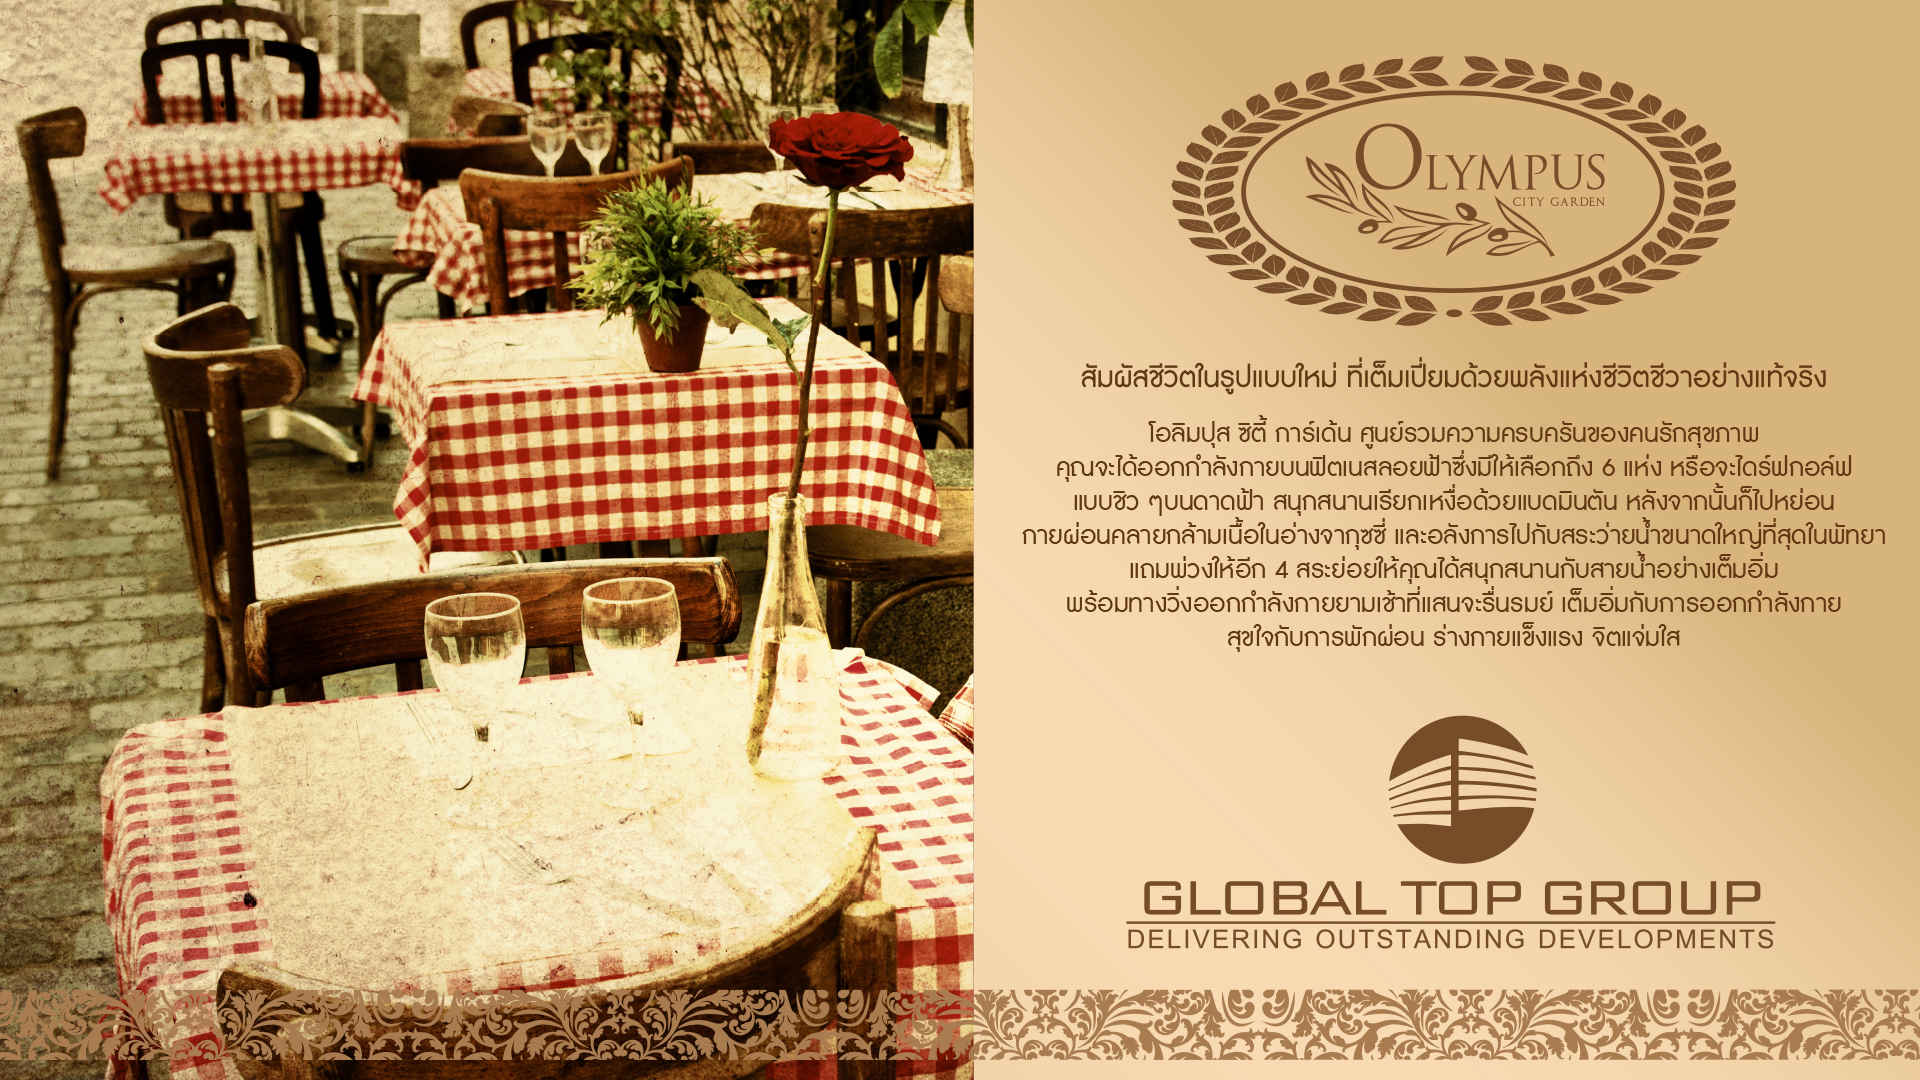 OLYMPUS
CITY GARDEN
สัมผัสชีวิตในรูปแบบใหม่ ที่เต็มเปี่ยมด้วยพลังแห่งชีวิตชีวาอย่างแท้จริง
โอลิมปุส ซิตี้ การ์เด้น ศูนย์รวมความครบครันของคนรักสุขภาพ
คุณจะได้ออกกำลังกายบนฟิตเนสลอยฟ้าซึ่งมีให้เลือกถึง 6 แห่ง หรือจะไดร์ฟกอล์ฟ
แบบชิว ๆบนดาดฟ้า สนุกสนานเรียกเหงื่อด้วยแบดมินตัน หลังจากนั้นก็ไปหย่อน
กายผ่อนคลายกล้ามเนื้อในอ่างจากุซซี่ และอลังการไปกับสระว่ายน้ำขนาดใหญ่ที่สุดในพัทยา
แถมพ่วงให้อีก 4 สระย่อยให้คุณได้สนุกสนานกับสายน้ำอย่างเต็มอิ่ม
พร้อมทางวิ่งออกกำลังกายยามเช้าที่แสนจะรื่นรมย์ เต็มอิ่มกับการออกกำลังกาย
สุขใจกับการพักผ่อน ร่างกายแข็งแรง จิตแจ่มใส
GLOBAL TOP GROUP
DELIVERING OUTSTANDING DEVELOPMENTS